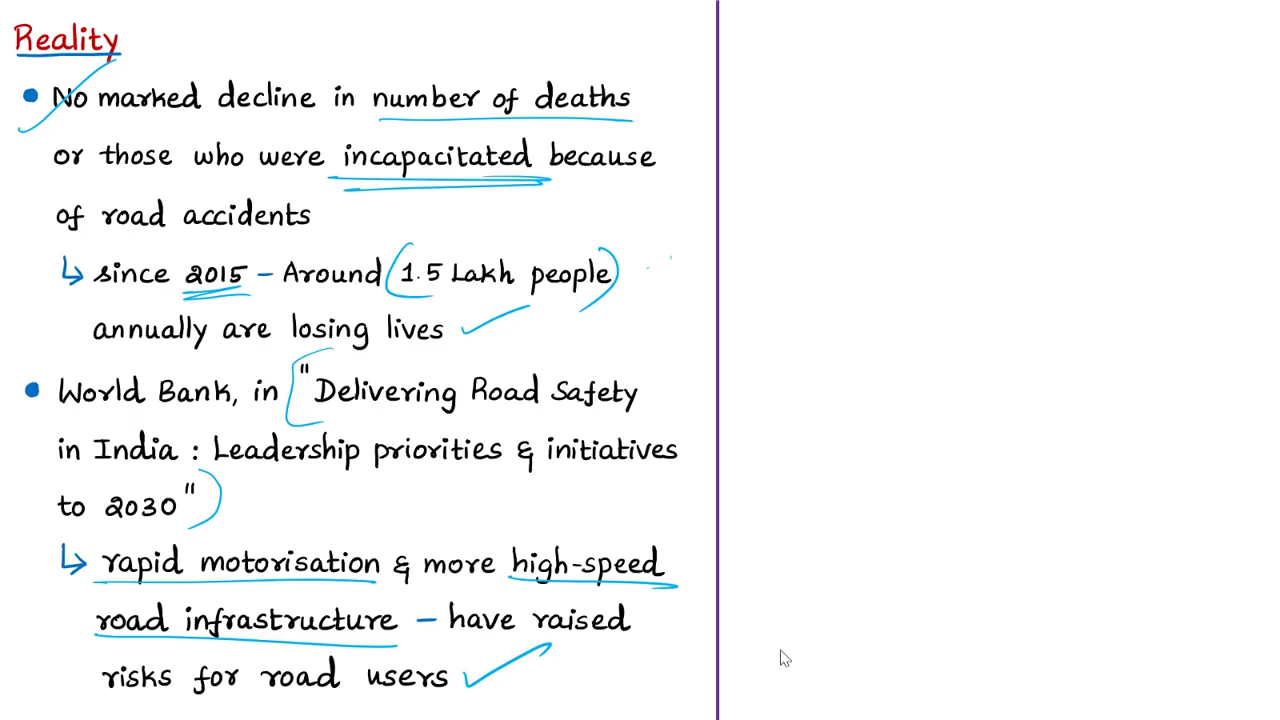 Reality
• No marked decline in number of deaths
or those who were incapacitated because
of road accidents
↳ since 2015 – Around 1.5 Lakh people
annually are losing lives
• World Bank, in "Delivering Road Safety
in India : Leadership priorities & initiatives
to 2030"
↳ rapid motorisation & more high-speed
road infrastructure – have raised
risks for road users